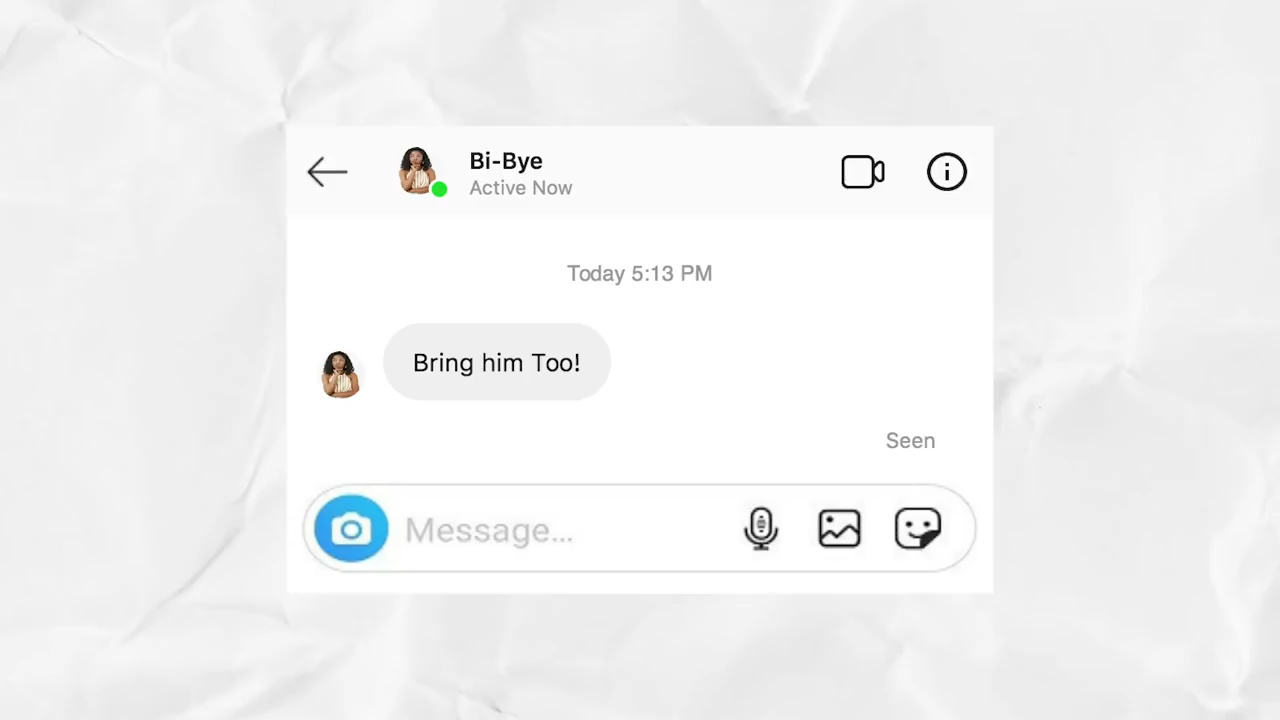 Bi-Bye
Active Now
Today 5:13 PM
Bring him Too!
Seen
Message...